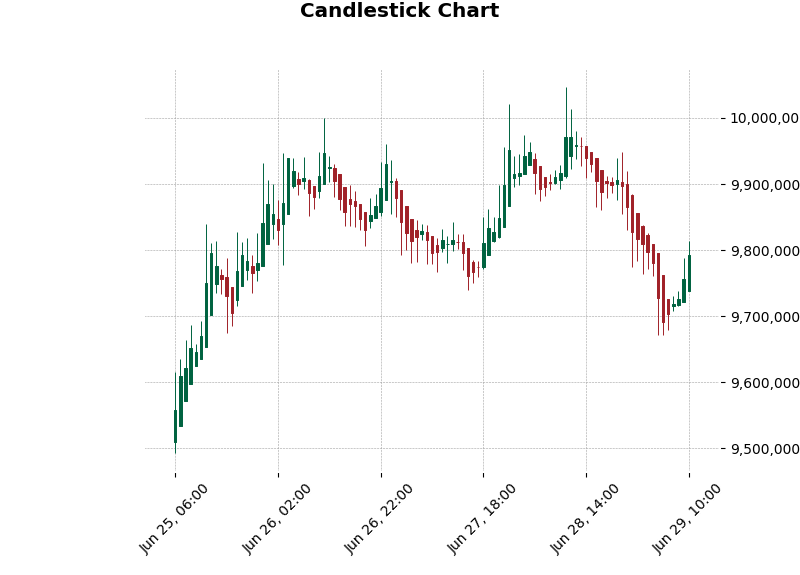 Candlestick Chart
10,000,00
9,900,000
9,800,000
9,700,000
9,600,000
9,500,000
Jun 25, 06:00
Jun 26, 02:00
Jun 26, 22:00
Jun 27, 18:00
Jun 28, 14:00
Jun 29, 10:00